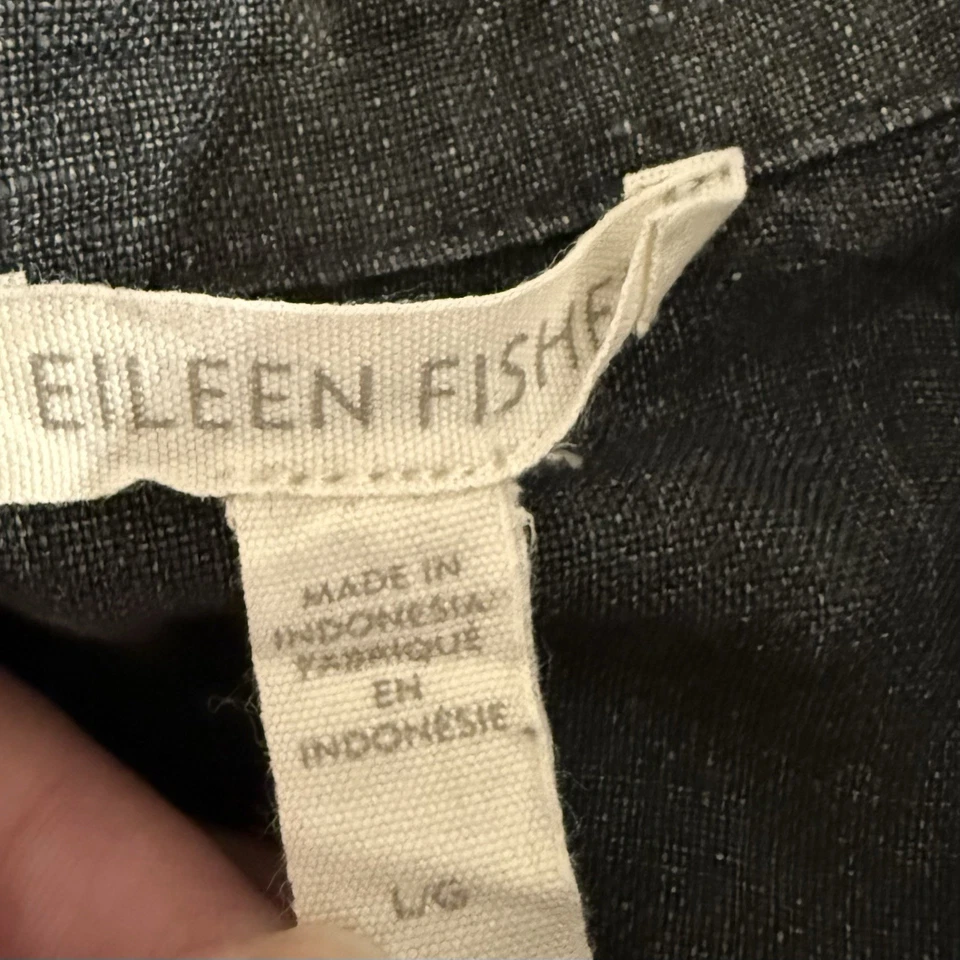 EILEEN FISHE
MADE IN
INDONESIA
FABRIQUÉ
EN
INDONÉSIE
L/G